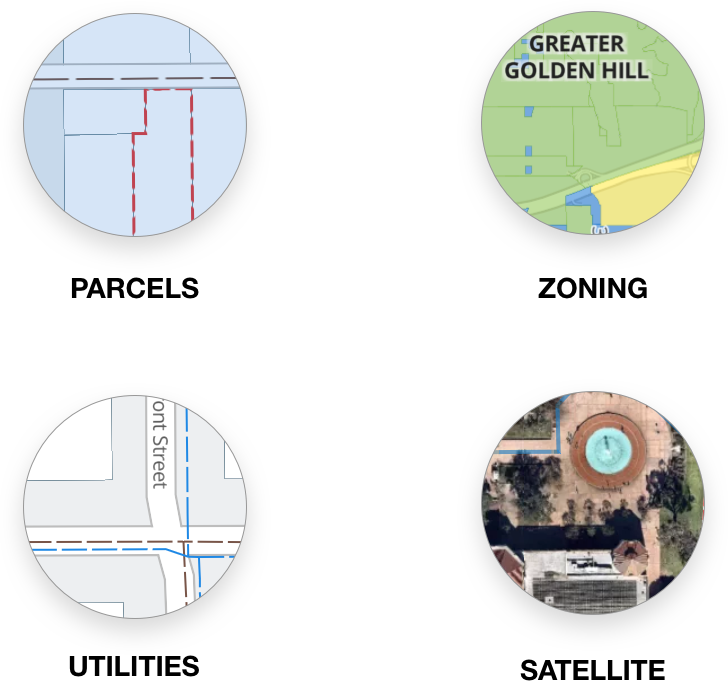 GREATER
GOLDEN HILL
PARCELS
ZONING
ont Street
UTILITIES
SATELLITE